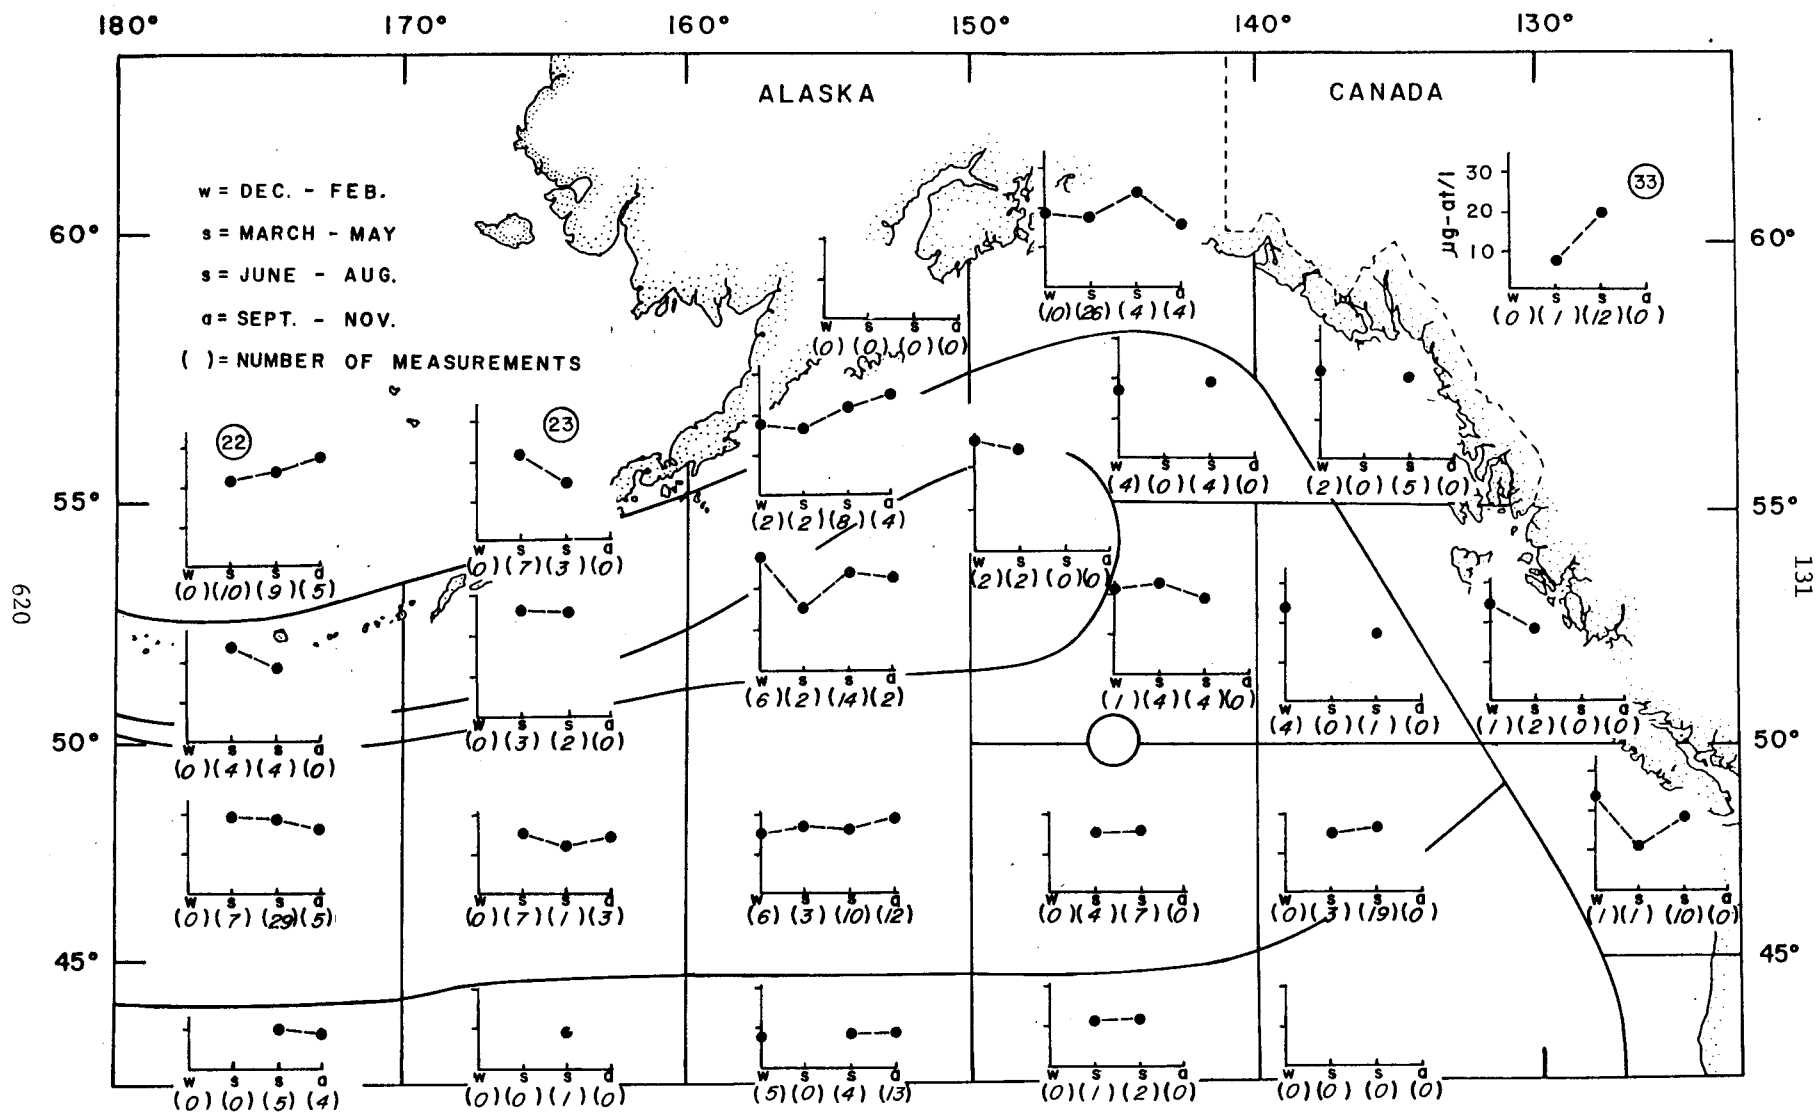 180° 170° 160° 150° 140° 130°
ALASKA CANADA
w = DEC. - FEB.
s = MARCH - MAY
s = JUNE - AUG.
a = SEPT. - NOV.
( ) = NUMBER OF MEASUREMENTS
60° 60°
µg-at/l
30
20
10
33
w s s a
(10)(26)(4)(4)
w s s a
(0)(1)(12)(0)
w s s a
(0)(0)(0)(0)
22
23
w s s a
(4)(0)(4)(0)
w s s a
(2)(0)(5)(0)
55° 55°
w s s a
(2)(2)(8)(4)
w s s a
(0)(10)(9)(5)
w s s a
(0)(7)(3)(0)
w s s a
(2)(2)(0)(0)
620
131
w s s a
(6)(2)(14)(2)
w s s a
(1)(4)(4)(0)
w s s a
(4)(0)(1)(0)
w s s a
(1)(2)(0)(0)
50° 50°
w s s a
(0)(4)(4)(0)
w s s a
(0)(3)(2)(0)
w s s a
(0)(7)(29)(5)
w s s a
(0)(7)(1)(3)
w s s a
(6)(3)(10)(12)
w s s a
(0)(4)(7)(0)
w s s a
(0)(3)(19)(0)
w s s a
(1)(1)(10)(0)
45° 45°
w s s a
(0)(0)(5)(4)
w s s a
(0)(0)(1)(0)
w s s a
(5)(0)(4)(13)
w s s a
(0)(1)(2)(0)
w s s a
(0)(0)(0)(0)